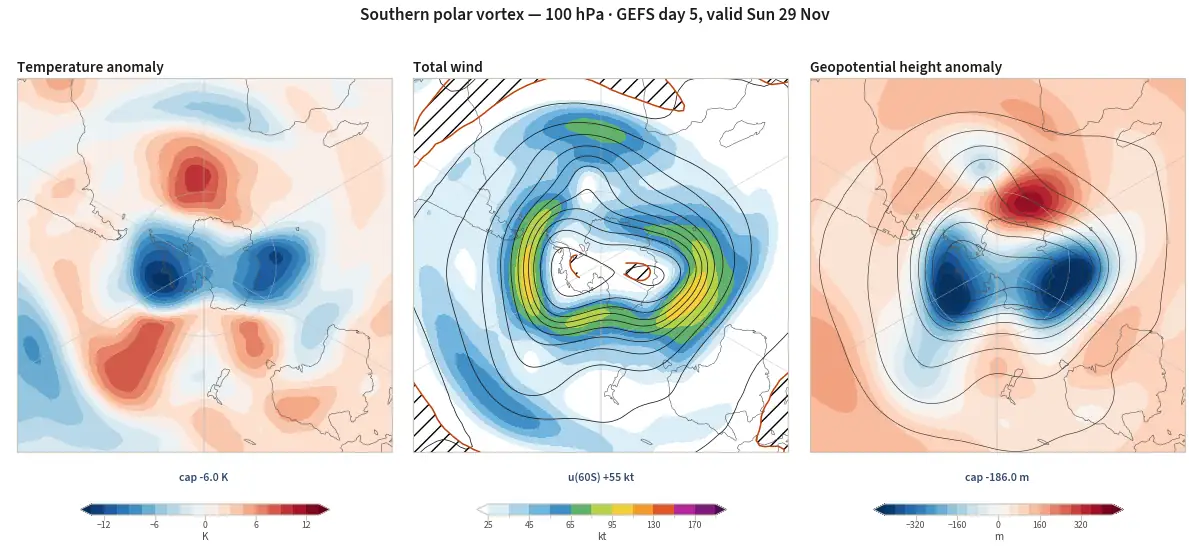 Southern polar vortex — 100 hPa · GEFS day 5, valid Sun 29 Nov
Temperature anomaly
Total wind
Geopotential height anomaly
cap -6.0 K
u(60S) +55 kt
cap -186.0 m
−12 −6 0 6 12
K
25 45 65 95 130 170
kt
−320 −160 0 160 320
m